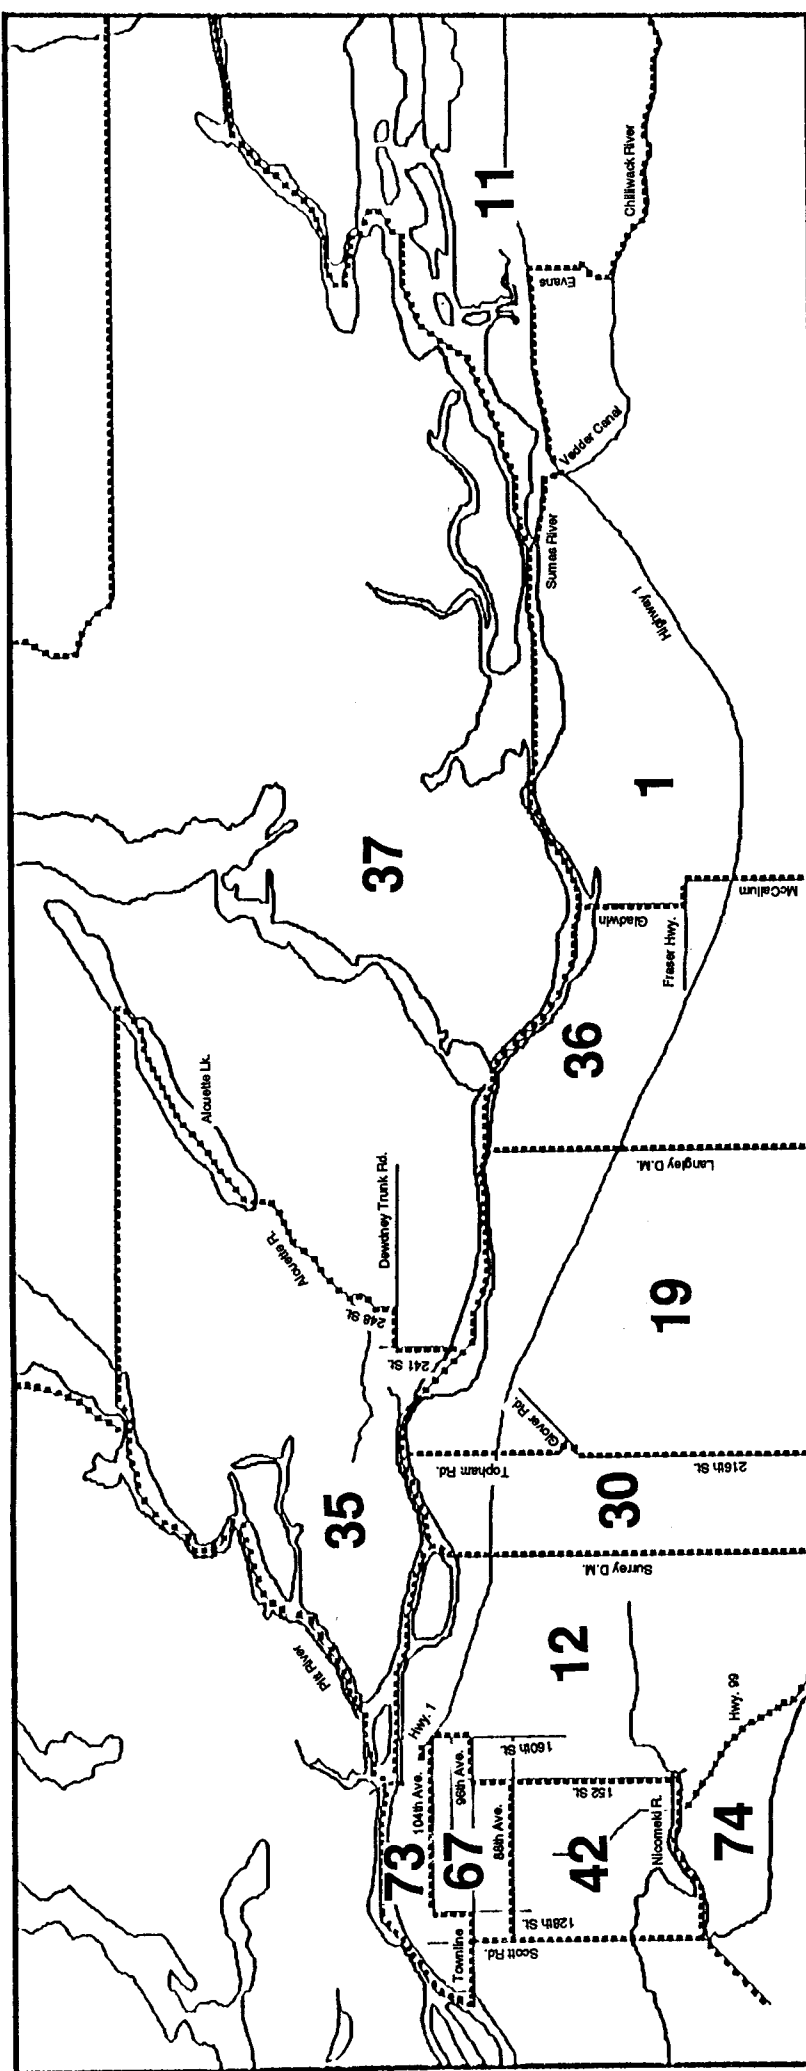 11
Chilliwack River
Evans
Vedder Canal
Sumas River
Highway 1
1
37
McCallum
Gladwin
Fraser Hwy.
36
Alouette Lk.
Dewdney Trunk Rd.
Langley D.M.
Alouette R.
248 St.
241 St.
19
Glover Rd.
Topham Rd.
216th St.
35
30
Surrey D.M.
Pitt River
12
Hwy. 1
Hwy. 99
160th St.
104th Ave.
96th Ave.
88th Ave.
152 St.
73
67
42
Nicomekl R.
74
128th St.
Townline
Scott Rd.